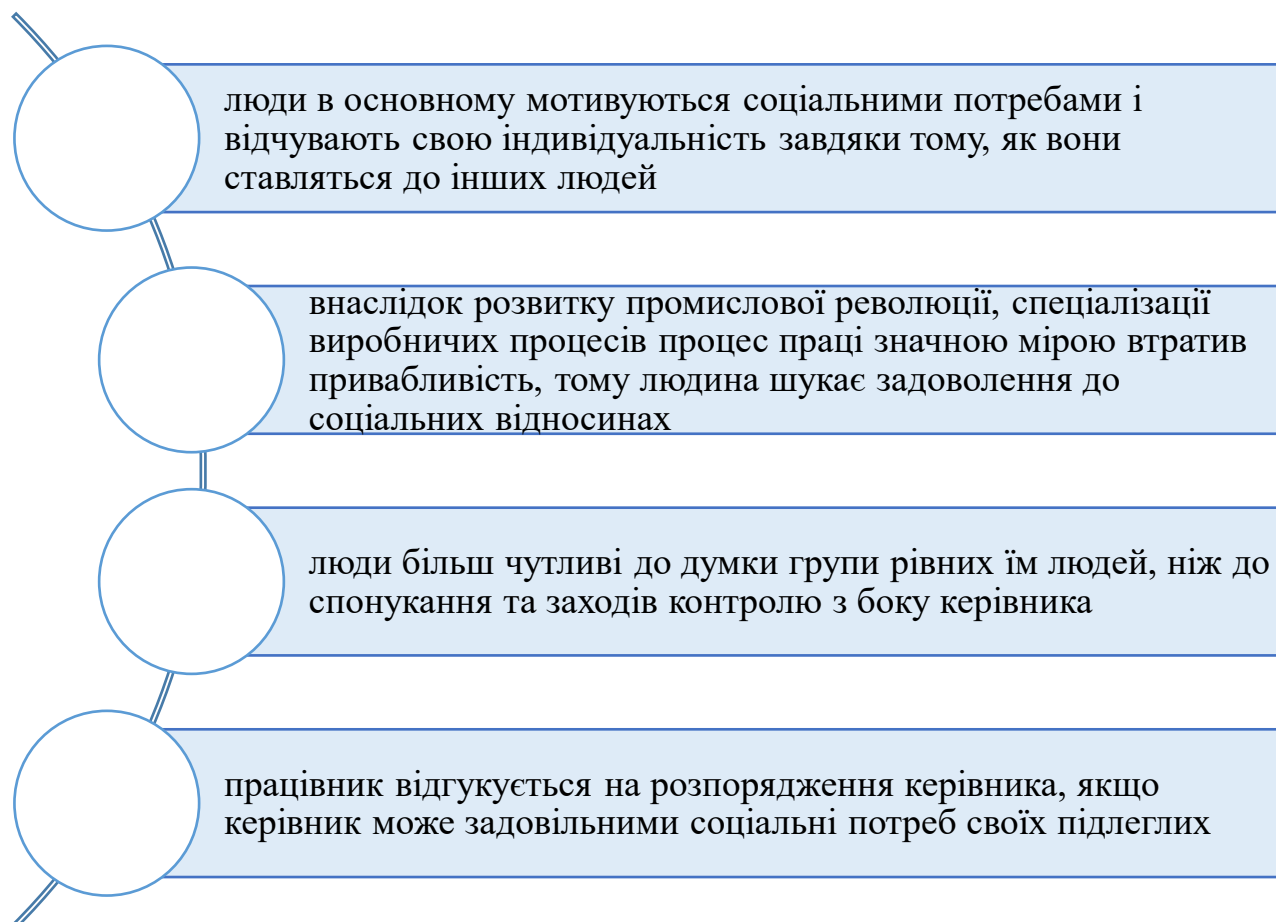 люди в основному мотивуються соціальними потребами і
відчувають свою індивідуальність завдяки тому, як вони
ставляться до інших людей
внаслідок розвитку промислової революції, спеціалізації
виробничих процесів процес праці значною мірою втратив
привабливість, тому людина шукає задоволення до
соціальних відносинах
люди більш чутливі до думки групи рівних їм людей, ніж до
спонукання та заходів контролю з боку керівника
працівник відгукується на розпорядження керівника, якщо
керівник може задовільними соціальні потреб своїх підлеглих